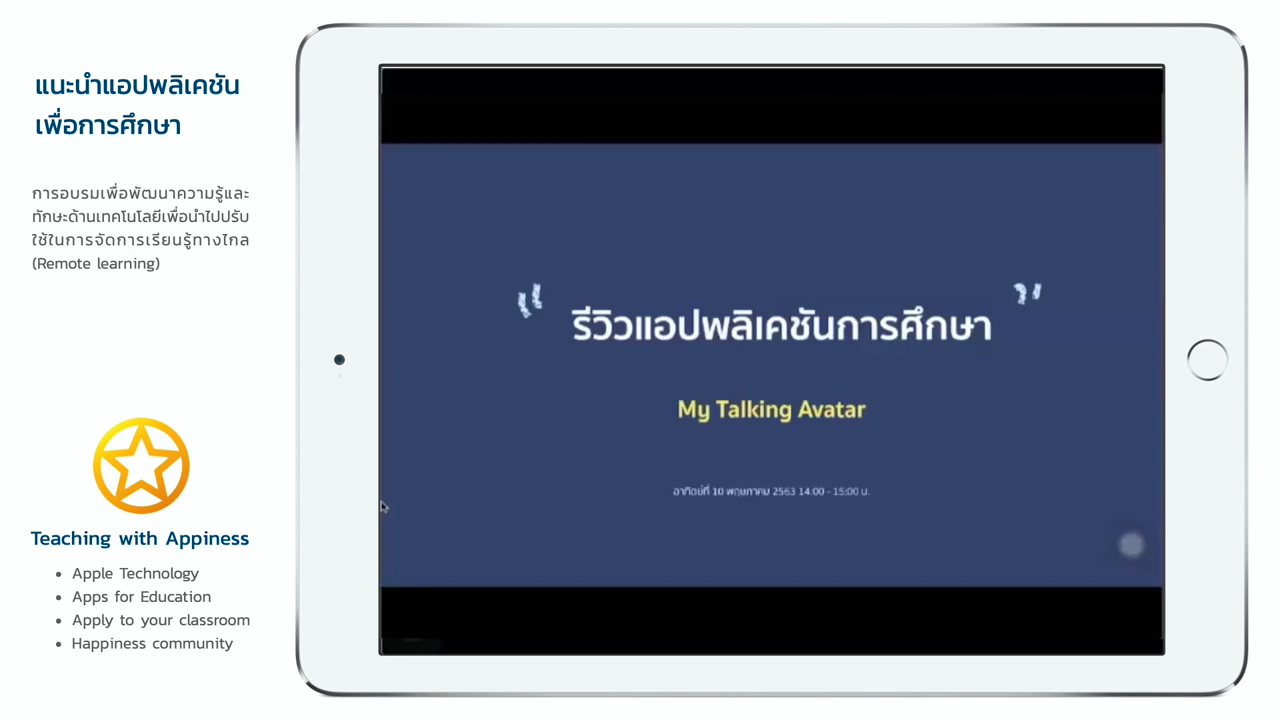 แนะนำแอปพลิเคชัน
เพื่อการศึกษา
การอบรมเพื่อพัฒนาความรู้และ
ทักษะด้านเทคโนโลยีเพื่อนำไปปรับ
ใช้ในการจัดการเรียนรู้ทางไกล
(Remote learning)
Teaching with Appiness
• Apple Technology
• Apps for Education
• Apply to your classroom
• Happiness community
“ รีวิวแอปพลิเคชันการศึกษา ”
My Talking Avatar
อาทิตย์ที่ 10 พฤษภาคม 2563 14:00 - 15:00 น.